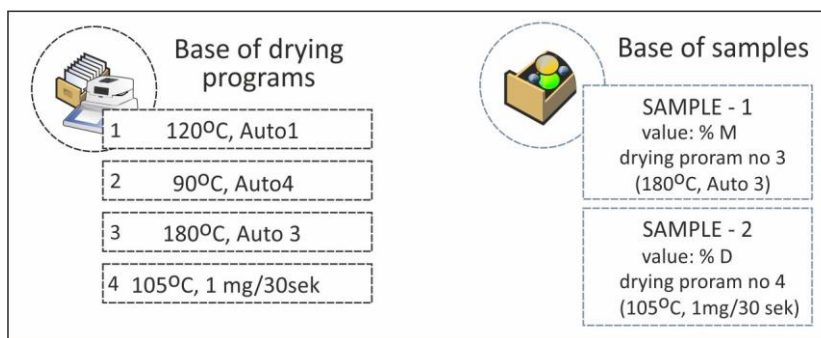 Base of drying
programs
1 120ºC, Auto1
2 90ºC, Auto4
3 180ºC, Auto 3
4 105ºC, 1 mg/30sek
Base of samples
SAMPLE - 1
value: % M
drying proram no 3
(180ºC, Auto 3)
SAMPLE - 2
value: % D
drying proram no 4
(105ºC, 1mg/30 sek)